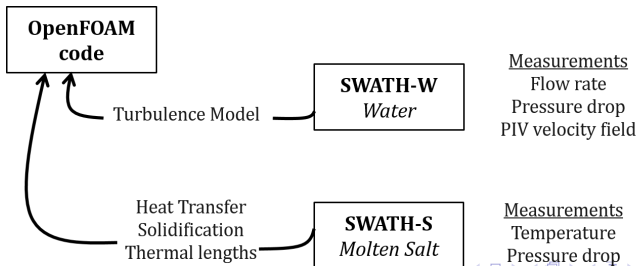 OpenFOAM
code
Turbulence Model
SWATH-W
Water
Measurements
Flow rate
Pressure drop
PIV velocity field
Heat Transfer
Solidification
Thermal lengths
SWATH-S
Molten Salt
Measurements
Temperature
Pressure drop